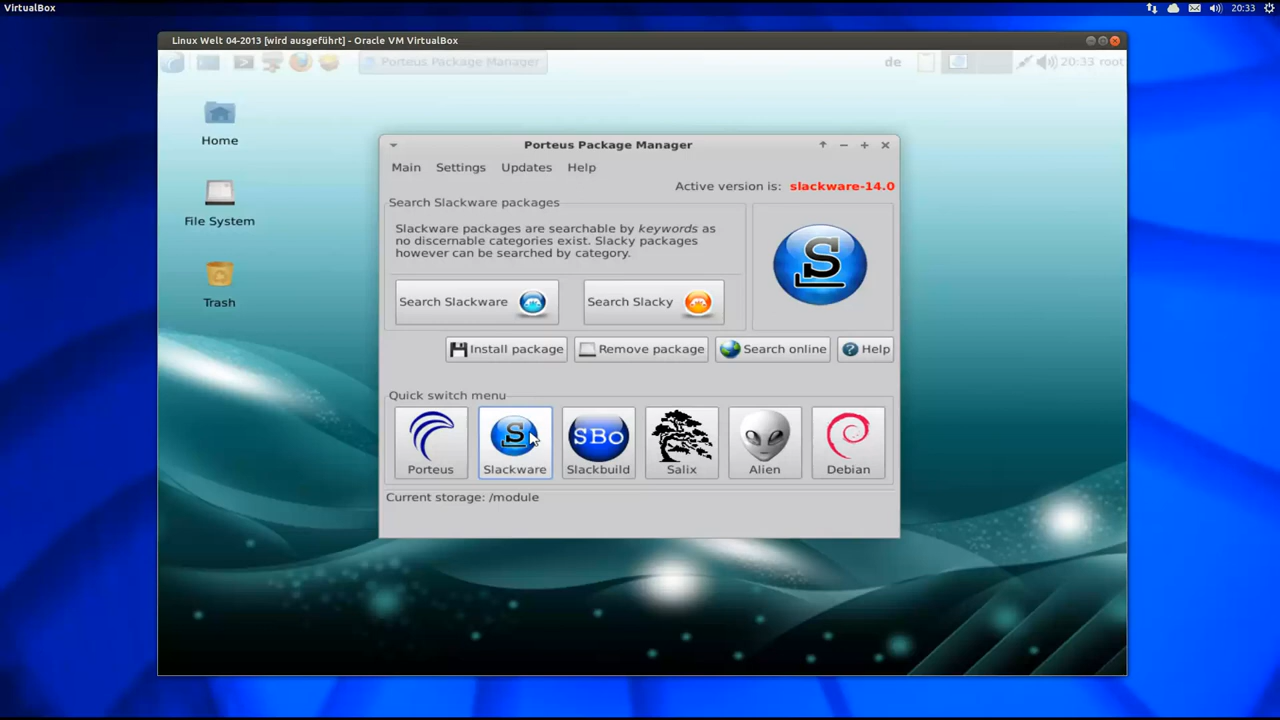 VirtualBox
20:33
Linux Welt 04-2013 [wird ausgeführt] - Oracle VM VirtualBox
Porteus Package Manager
de
20:33 root
Home
File System
Trash
Porteus Package Manager
Main Settings Updates Help
Active version is: slackware-14.0
Search Slackware packages
Slackware packages are searchable by keywords as
no discernable categories exist. Slacky packages
however can be searched by category.
S
Search Slackware
Search Slacky
Install package
Remove package
Search online
Help
Quick switch menu
Porteus
S
Slackware
SBo
Slackbuild
Salix
Alien
Debian
Current storage: /module